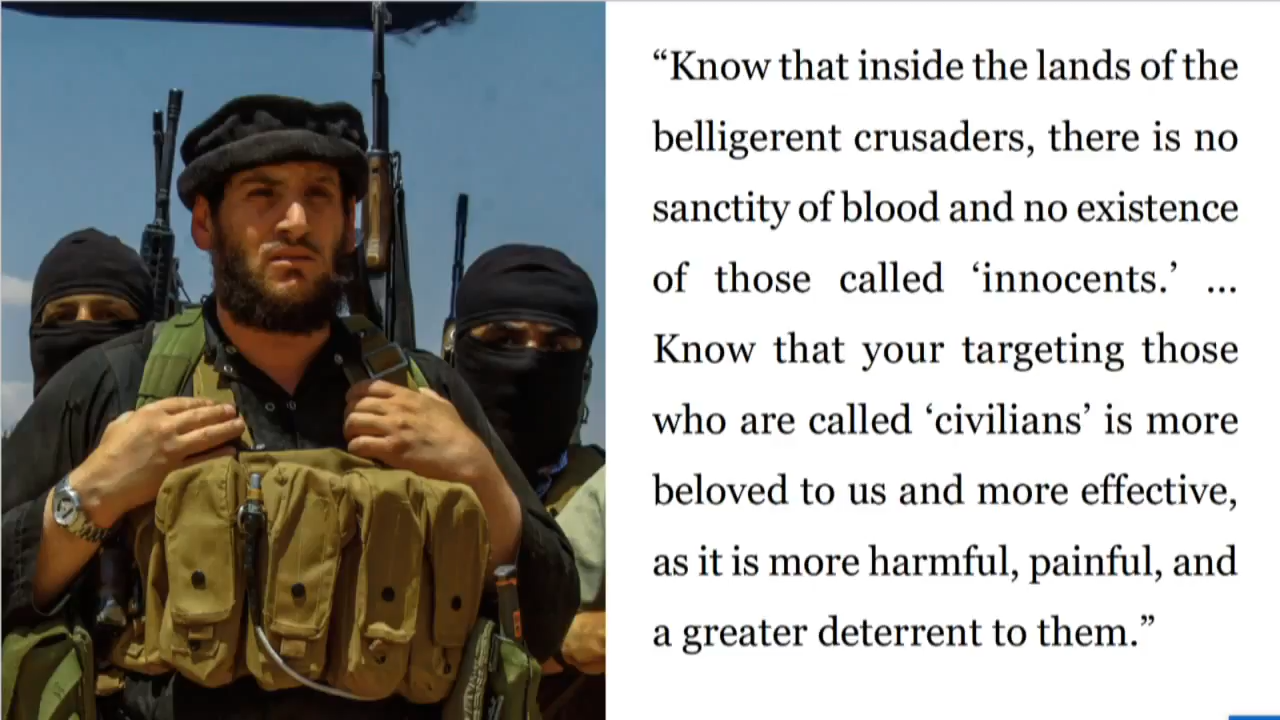 “Know that inside the lands of the
belligerent crusaders, there is no
sanctity of blood and no existence
of those called ‘innocents.’ ...
Know that your targeting those
who are called ‘civilians’ is more
beloved to us and more effective,
as it is more harmful, painful, and
a greater deterrent to them.”